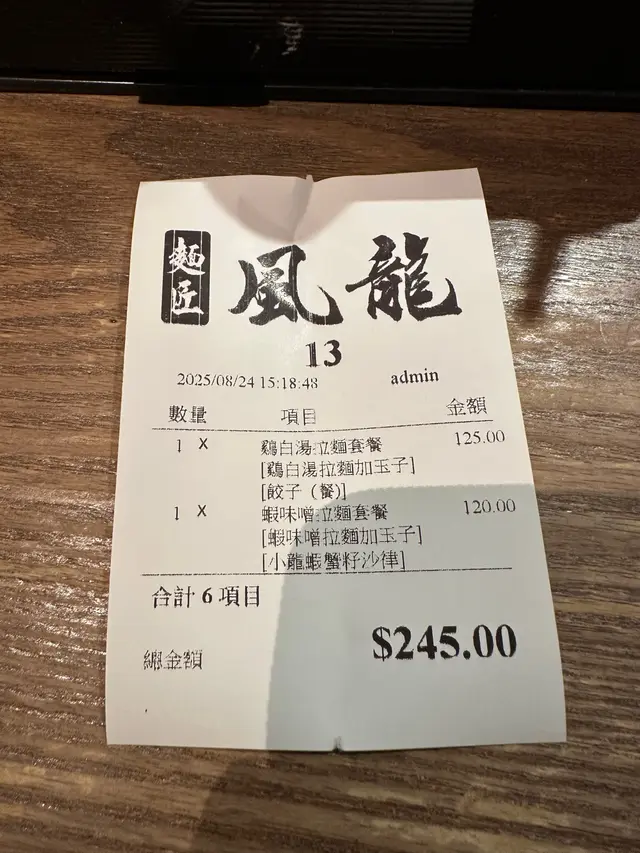 麵匠 風龍
13
2025/08/24 15:18:48 admin
數量 項目 金額
1 X 鷄白湯拉麵套餐 125.00
[鷄白湯拉麵加玉子]
[餃子（餐)]
1 X 蝦味噌拉麵套餐 120.00
[蝦味噌拉麵加玉子]
[小龍蝦蟹籽沙律]
合計 6 項目
總金額 $245.00